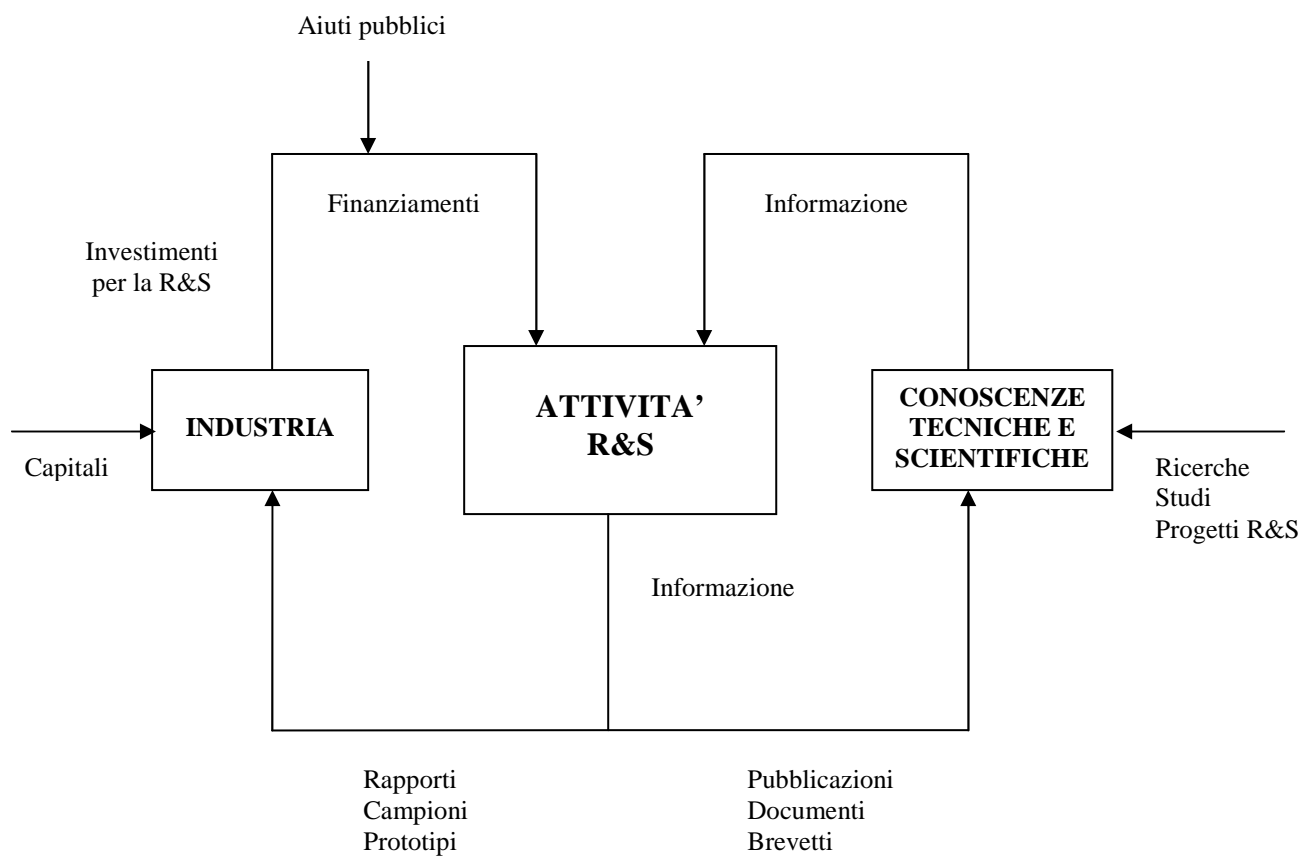 Aiuti pubblici
Finanziamenti
Informazione
Investimenti
per la R&S
INDUSTRIA
ATTIVITA’
R&S
CONOSCENZE
TECNICHE E
SCIENTIFICHE
Capitali
Ricerche
Studi
Progetti R&S
Informazione
Rapporti
Campioni
Prototipi
Pubblicazioni
Documenti
Brevetti